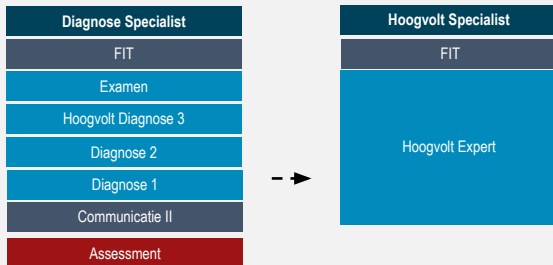 Diagnose Specialist
FIT
Examen
Hoogvolt Diagnose 3
Diagnose 2
Diagnose 1
Communicatie II
Assessment
Hoogvolt Specialist
FIT
Hoogvolt Expert